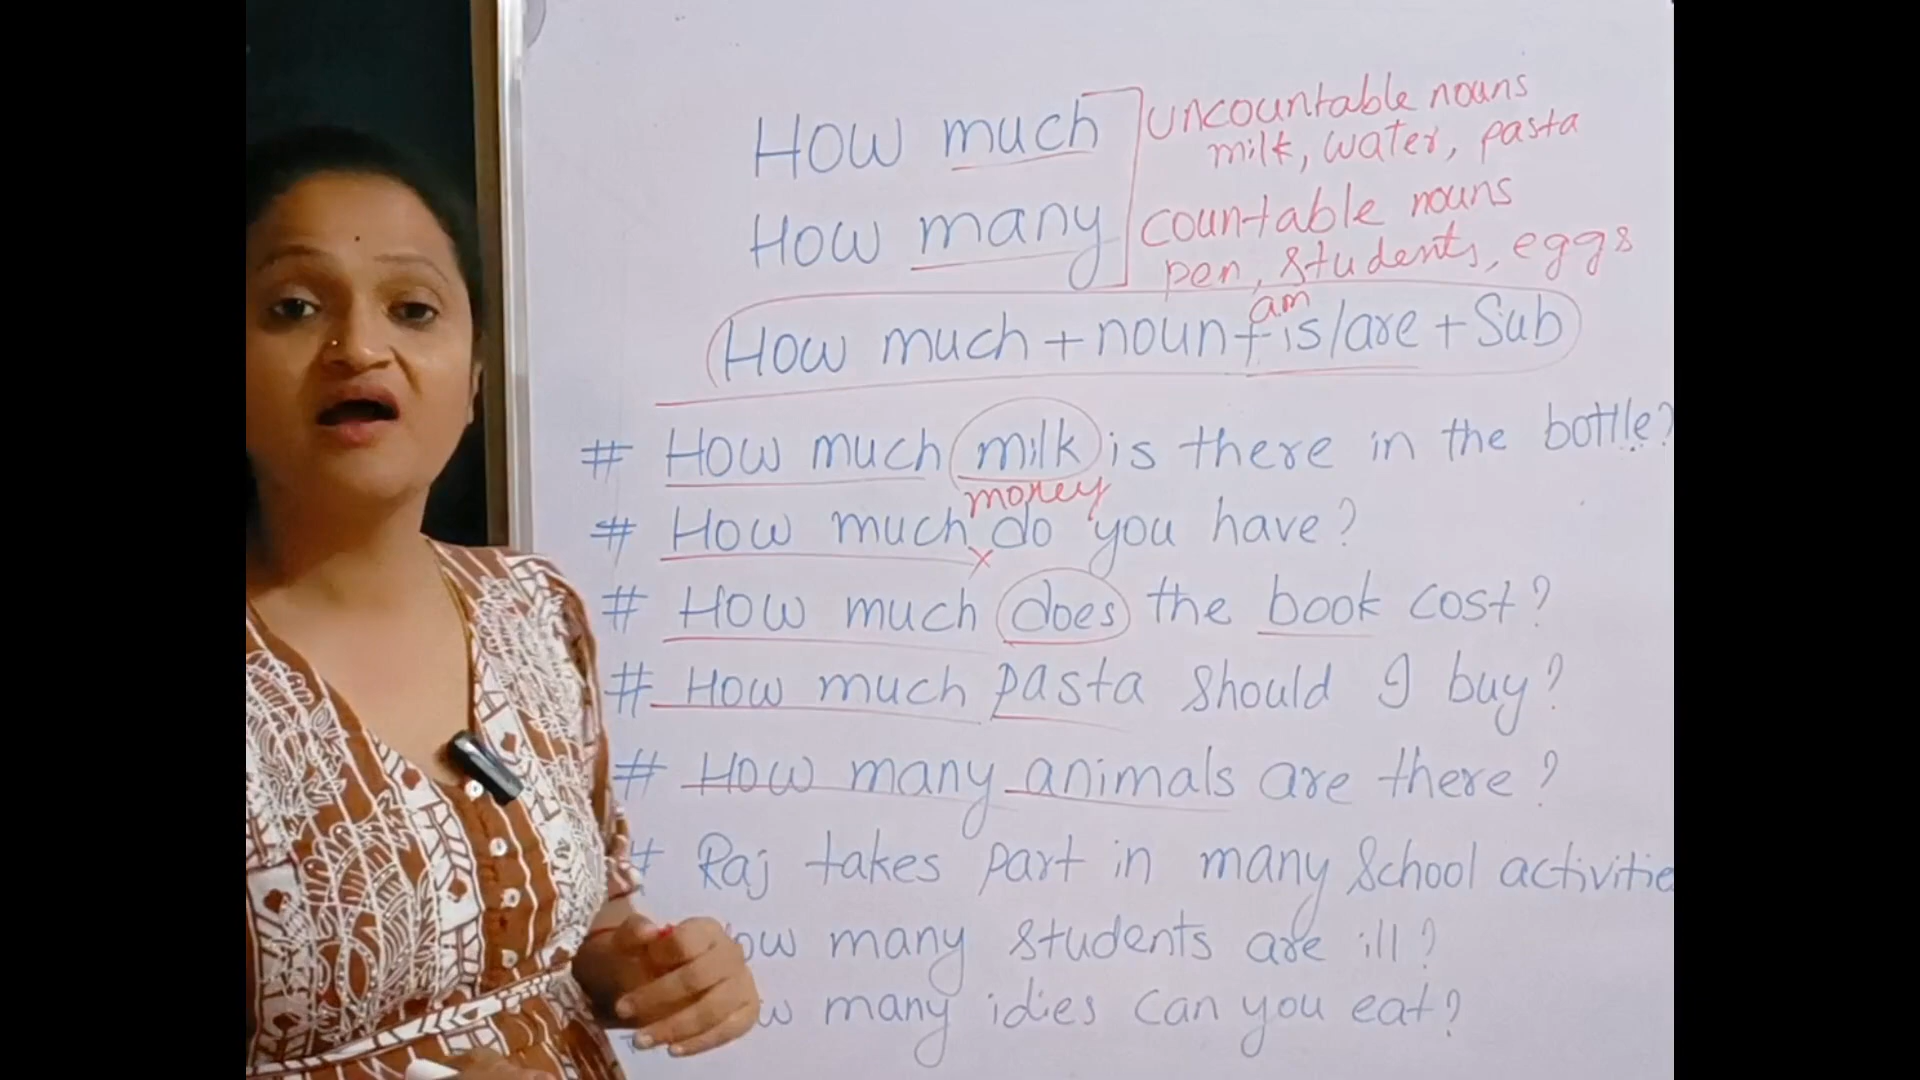 How much uncountable nouns
milk, water, pasta
How many countable nouns
pen, students, eggs
am
How much + noun + is/are + Sub
# How much milk is there in the bottle?
money
# How much do you have?
x
# How much does the book cost?
# How much pasta should I buy?
# How many animals are there?
# Raj takes part in many school activitie
ow many students are ill?
w many idies can you eat?